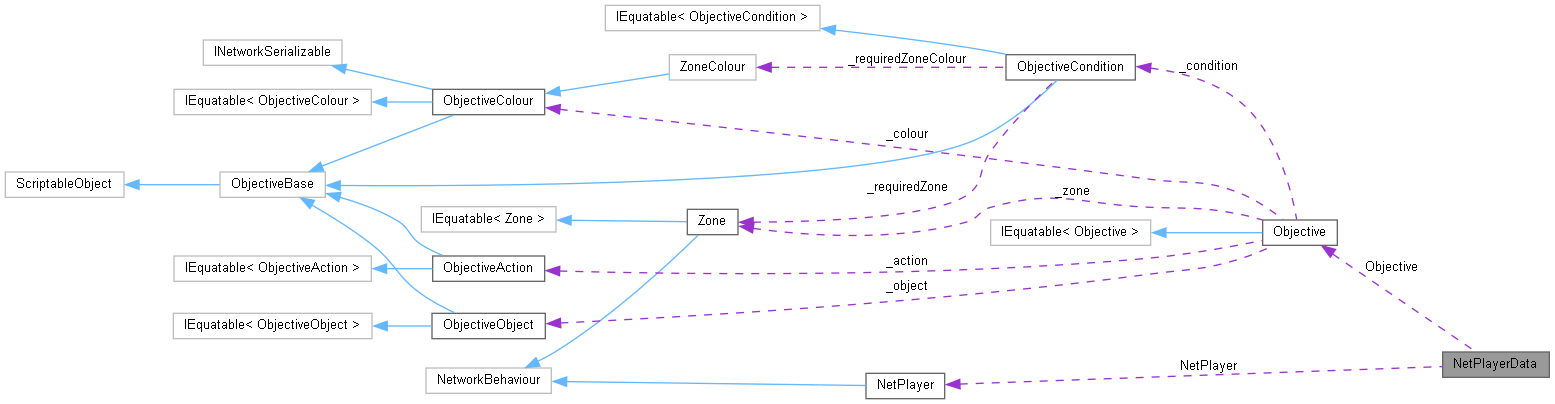 IEquatable< ObjectiveCondition >
INetworkSerializable
ZoneColour
_requiredZoneColour
ObjectiveCondition
_condition
IEquatable< ObjectiveColour >
ObjectiveColour
_colour
ScriptableObject
ObjectiveBase
_requiredZone
_zone
IEquatable< Zone >
Zone
IEquatable< Objective >
Objective
IEquatable< ObjectiveAction >
ObjectiveAction
_action
Objective
_object
IEquatable< ObjectiveObject >
ObjectiveObject
NetworkBehaviour
NetPlayer
NetPlayer
NetPlayerData